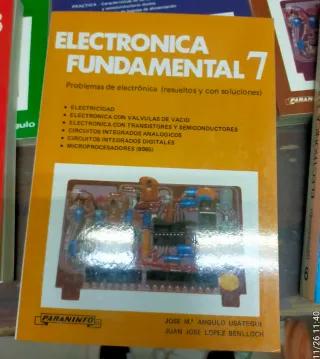 PRACTICA
ELECTRONICA
FUNDAMENTAL 7
Problemas de electrónica (resueltos y con soluciones)
• ELECTRICIDAD
• ELECTRONICA CON VALVULAS DE VACIO
• ELECTRONICA CON TRANSISTORES Y SEMICONDUCTORES
• CIRCUITOS INTEGRADOS ANALOGICOS
• CIRCUITOS INTEGRADOS DIGITALES
• MICROPROCESADORES (8085)
PARANINFO
JOSE Mª ANGULO USATEGUI
JUAN JOSE LOPEZ BENLLOCH
ngulo
11/26 11:40